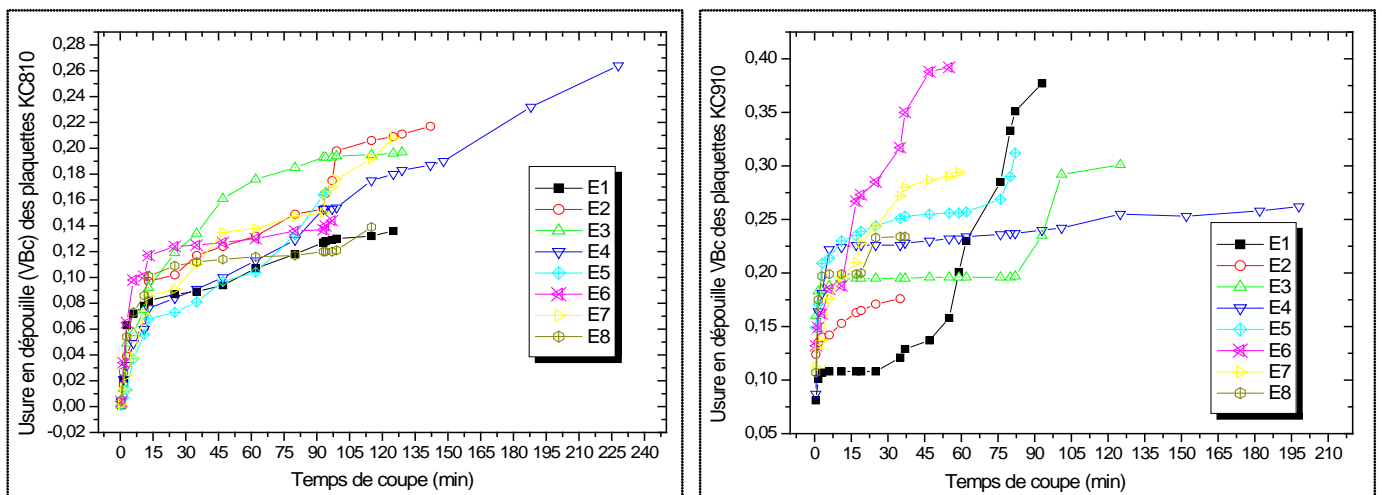 Usure en dépouille (VBc) des plaquettes KC810
0,28
0,26
0,24
0,22
0,20
0,18
0,16
0,14
0,12
0,10
0,08
0,06
0,04
0,02
0,00
-0,02
0 15 30 45 60 75 90 105 120 135 150 165 180 195 210 225 240
Temps de coupe (min)
E1
E2
E3
E4
E5
E6
E7
E8
Usure en dépouille VBc des plaquettes KC910
0,40
0,35
0,30
0,25
0,20
0,15
0,10
0,05
0 15 30 45 60 75 90 105 120 135 150 165 180 195 210
Temps de coupe (min)
E1
E2
E3
E4
E5
E6
E7
E8